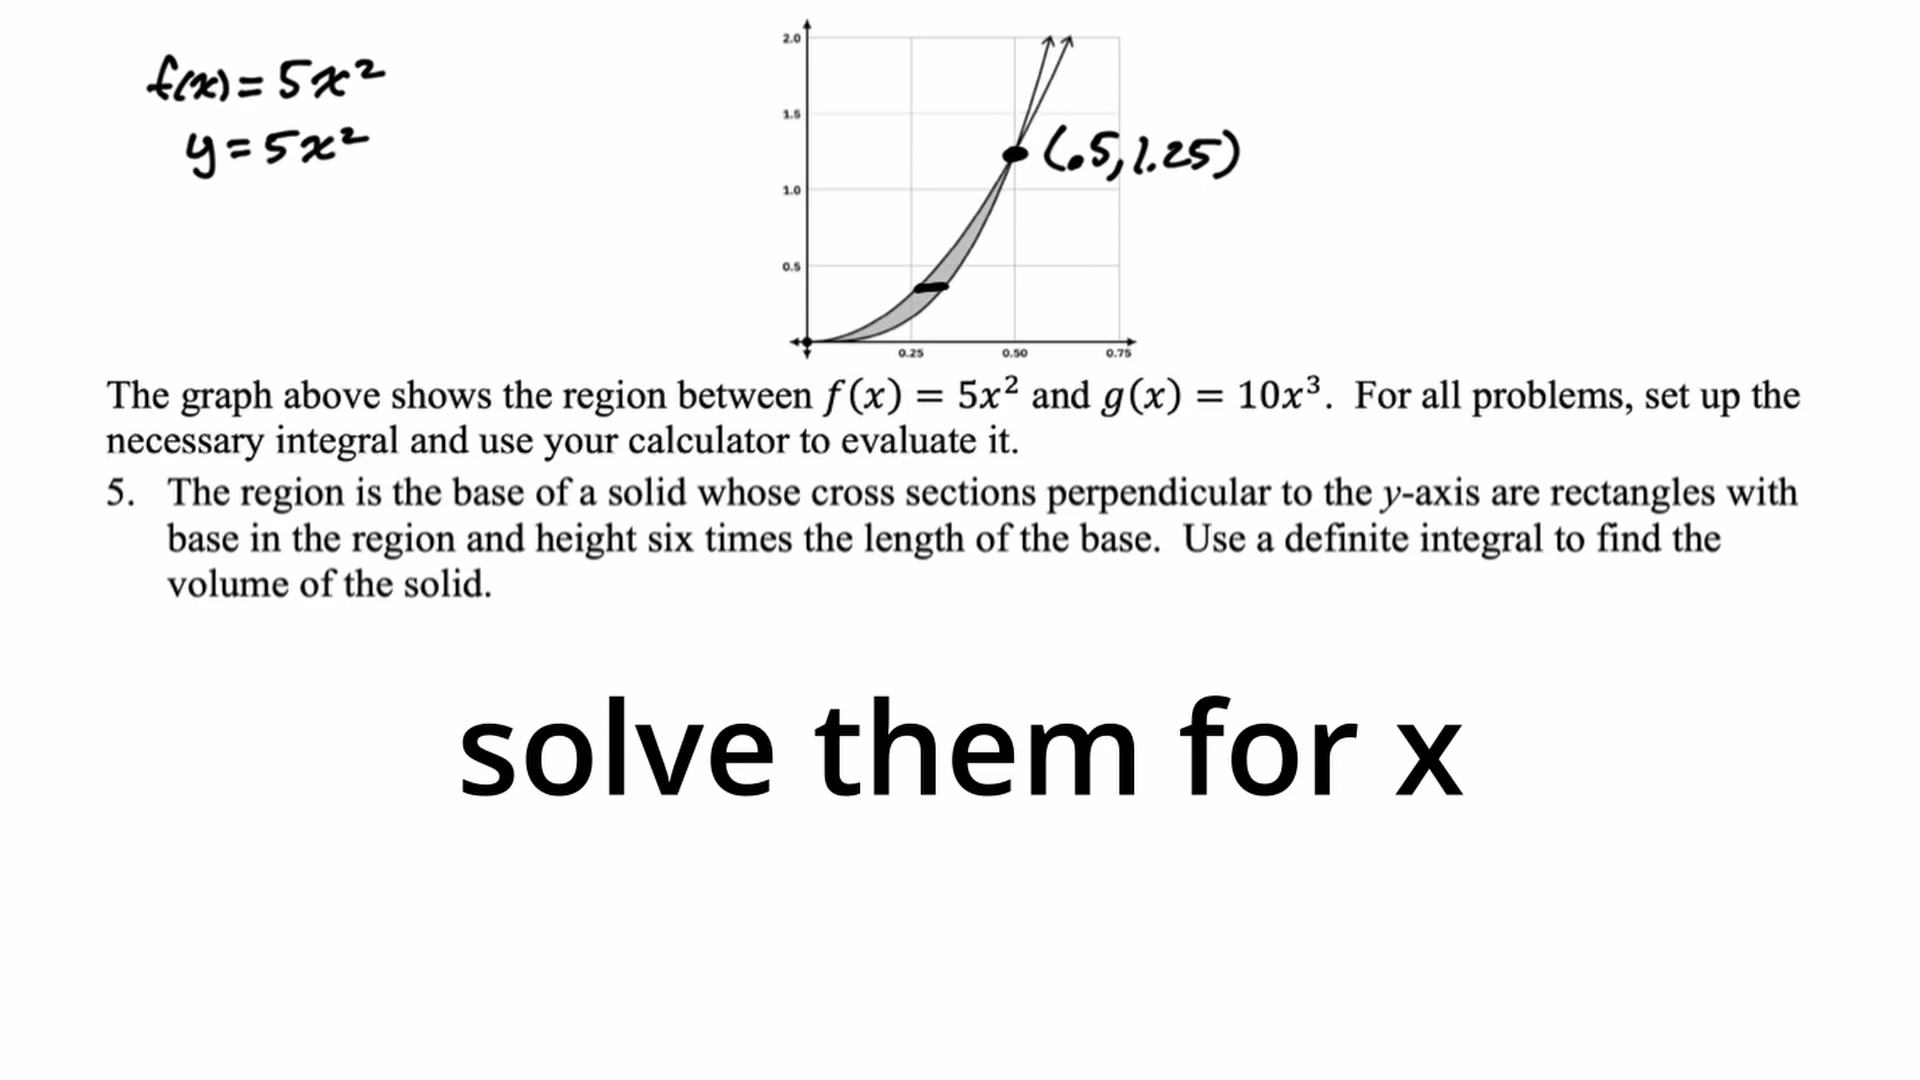 f(x) = 5x²
y = 5x²
2.0
1.5
1.0
0.5
0.25 0.50 0.75
(.5, 1.25)
The graph above shows the region between f(x) = 5x² and g(x) = 10x³. For all problems, set up the
necessary integral and use your calculator to evaluate it.
5. The region is the base of a solid whose cross sections perpendicular to the y-axis are rectangles with
base in the region and height six times the length of the base. Use a definite integral to find the
volume of the solid.
solve them for x